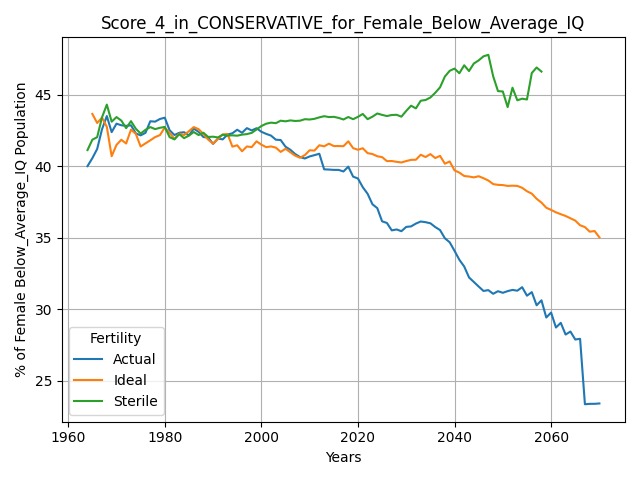 Score_4_in_CONSERVATIVE_for_Female_Below_Average_IQ
% of Female Below_Average_IQ Population
45
40
35
30
25
Fertility
Actual
Ideal
Sterile
1960 1980 2000 2020 2040 2060
Years